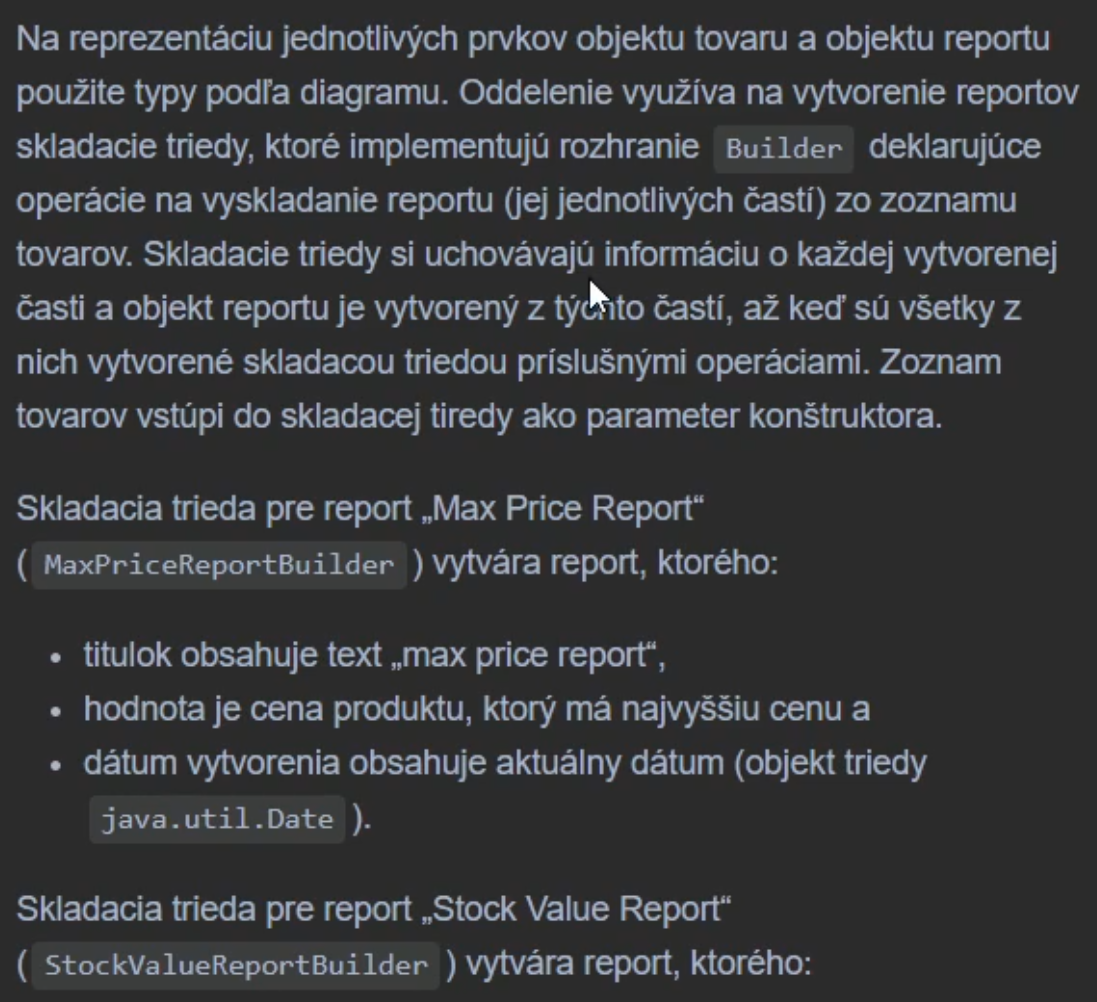 Na reprezentáciu jednotlivých prvkov objektu tovaru a objektu reportu
použite typy podľa diagramu. Oddelenie využíva na vytvorenie reportov
skladacie triedy, ktoré implementujú rozhranie Builder deklarujúce
operácie na vyskladanie reportu (jej jednotlivých častí) zo zoznamu
tovarov. Skladacie triedy si uchovávajú informáciu o každej vytvorenej
časti a objekt reportu je vytvorený z týchto častí, až keď sú všetky z
nich vytvorené skladacou triedou príslušnými operáciami. Zoznam
tovarov vstúpi do skladacej tiredy ako parameter konštruktora.
Skladacia trieda pre report „Max Price Report“
( MaxPriceReportBuilder ) vytvára report, ktorého:
• titulok obsahuje text „max price report“,
• hodnota je cena produktu, ktorý má najvyššiu cenu a
• dátum vytvorenia obsahuje aktuálny dátum (objekt triedy
java.util.Date ).
Skladacia trieda pre report „Stock Value Report“
( StockValueReportBuilder ) vytvára report, ktorého: